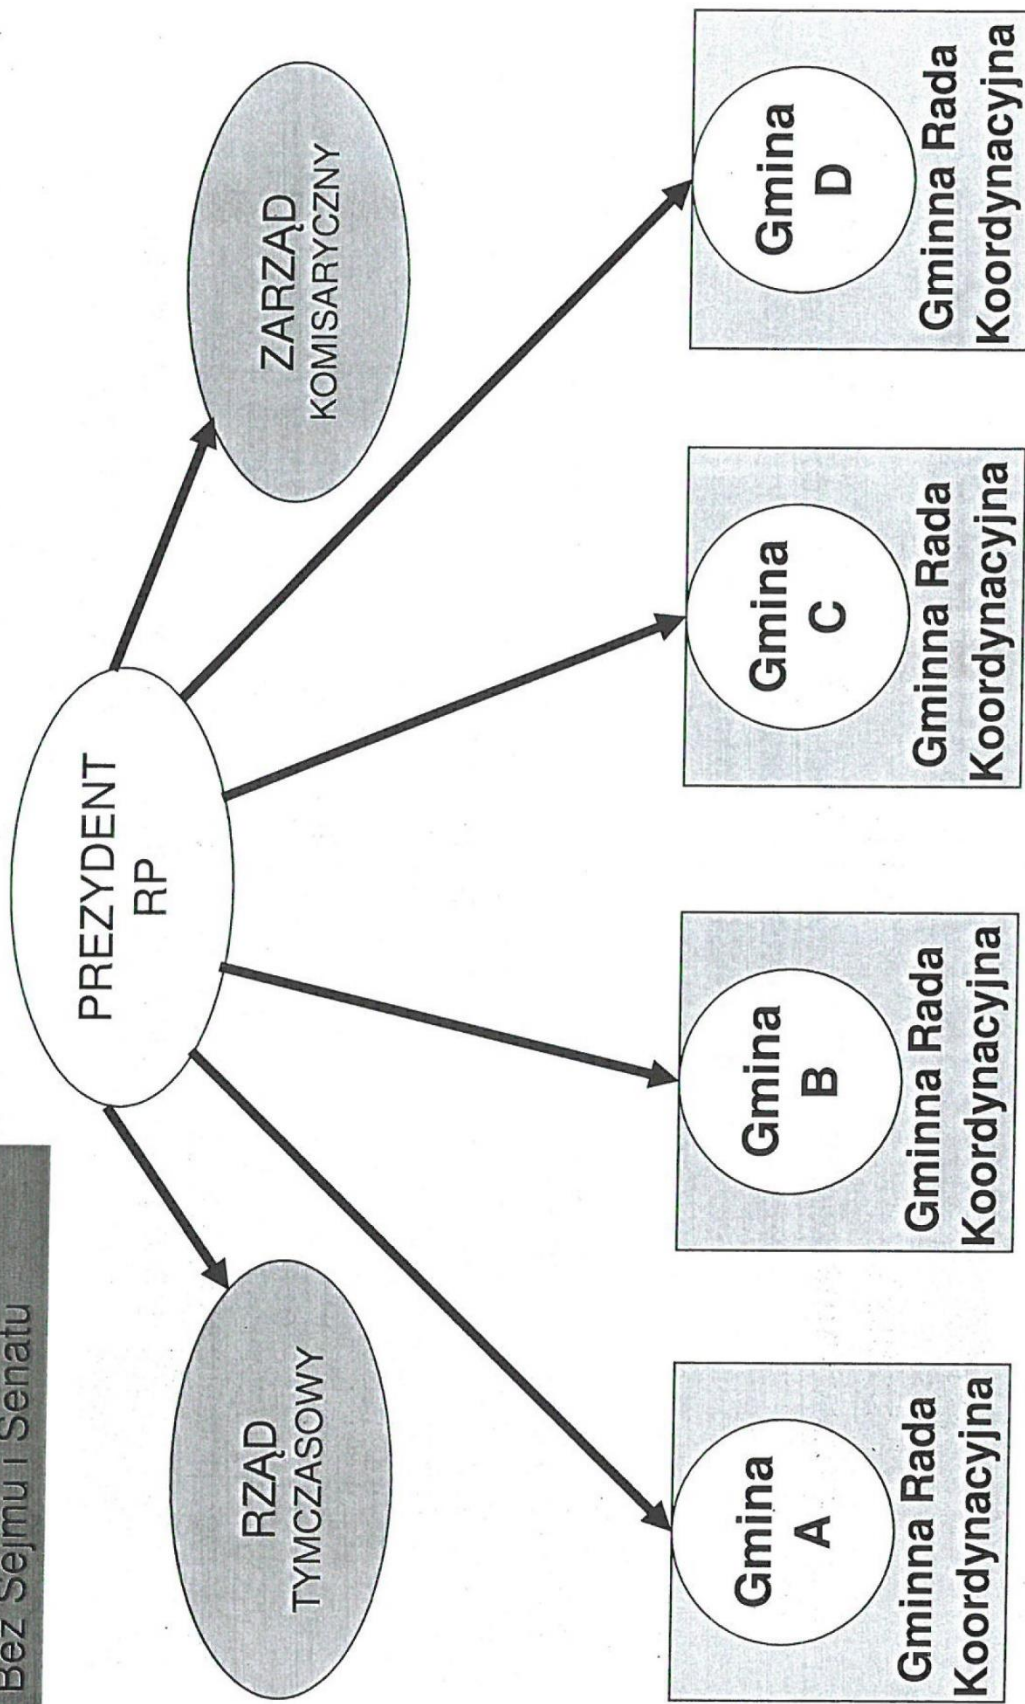 Bez Sejmu i Senatu
PREZYDENT
RP
RZĄD
TYMCZASOWY
ZARZĄD
KOMISARYCZNY
Gmina
A
Gminna Rada
Koordynacyjna
Gmina
B
Gminna Rada
Koordynacyjna
Gmina
C
Gminna Rada
Koordynacyjna
Gmina
D
Gminna Rada
Koordynacyjna